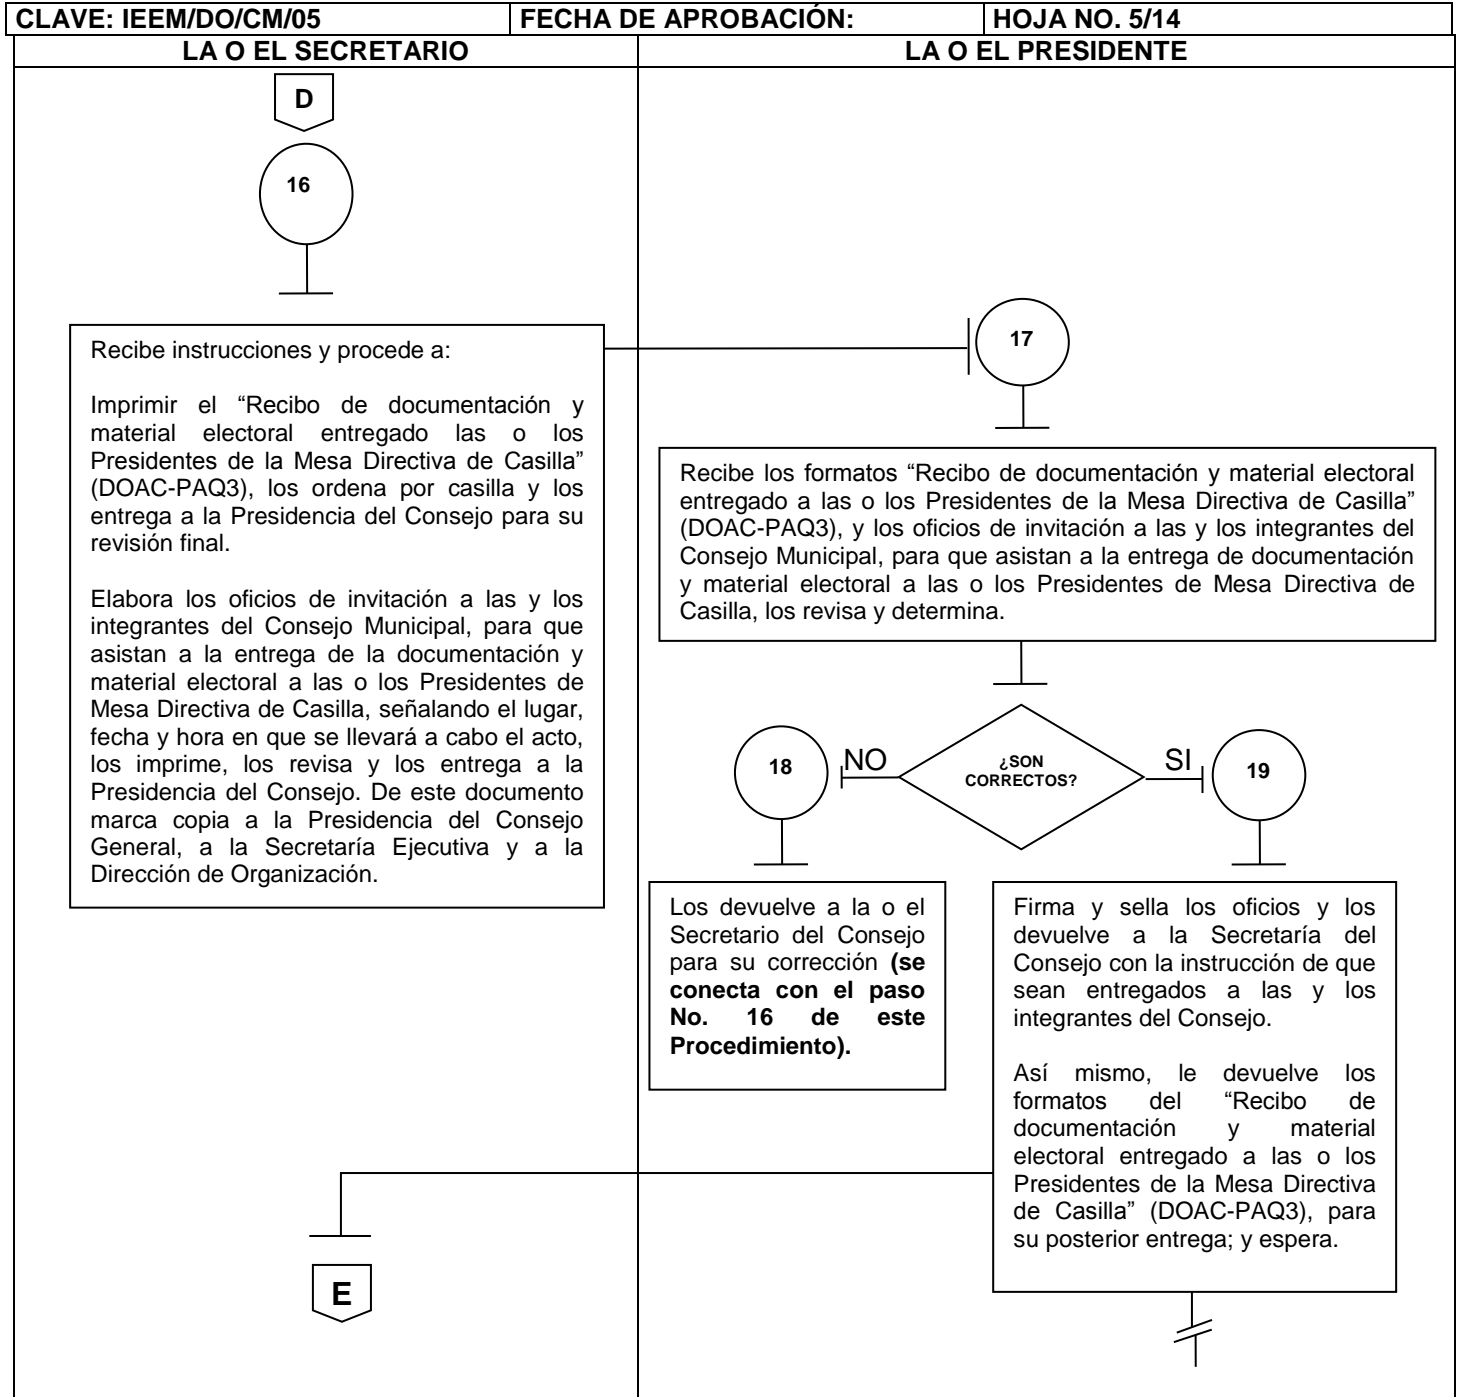 CLAVE: IEEM/DO/CM/05 FECHA DE APROBACIÓN: HOJA NO. 5/14
LA O EL SECRETARIO LA O EL PRESIDENTE
D
16
Recibe instrucciones y procede a:
Imprimir el “Recibo de documentación y
material electoral entregado las o los
Presidentes de la Mesa Directiva de Casilla”
(DOAC-PAQ3), los ordena por casilla y los
entrega a la Presidencia del Consejo para su
revisión final.
Elabora los oficios de invitación a las y los
integrantes del Consejo Municipal, para que
asistan a la entrega de la documentación y
material electoral a las o los Presidentes de
Mesa Directiva de Casilla, señalando el lugar,
fecha y hora en que se llevará a cabo el acto,
los imprime, los revisa y los entrega a la
Presidencia del Consejo. De este documento
marca copia a la Presidencia del Consejo
General, a la Secretaría Ejecutiva y a la
Dirección de Organización.
17
Recibe los formatos “Recibo de documentación y material electoral
entregado a las o los Presidentes de la Mesa Directiva de Casilla”
(DOAC-PAQ3), y los oficios de invitación a las y los integrantes del
Consejo Municipal, para que asistan a la entrega de documentación
y material electoral a las o los Presidentes de Mesa Directiva de
Casilla, los revisa y determina.
¿SON
CORRECTOS?
NO
18
SI
19
Los devuelve a la o el
Secretario del Consejo
para su corrección (se
conecta con el paso
No. 16 de este
Procedimiento).
Firma y sella los oficios y los
devuelve a la Secretaría del
Consejo con la instrucción de que
sean entregados a las y los
integrantes del Consejo.
Así mismo, le devuelve los
formatos del “Recibo de
documentación y material
electoral entregado a las o los
Presidentes de la Mesa Directiva
de Casilla” (DOAC-PAQ3), para
su posterior entrega; y espera.
E